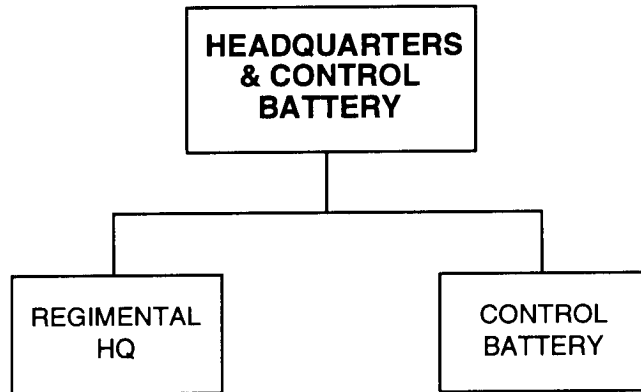 HEADQUARTERS
& CONTROL
BATTERY
REGIMENTAL
HQ
CONTROL
BATTERY